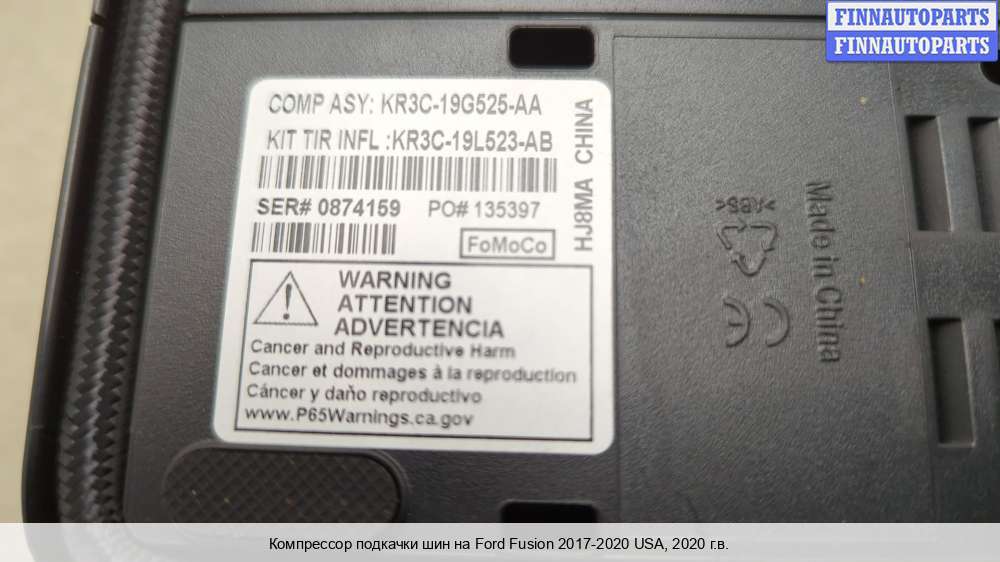 FINNAUTOPARTS
FINNAUTOPARTS
COMP ASY: KR3C-19G525-AA
KIT TIR INFL :KR3C-19L523-AB
SER# 0874159 PO# 135397
FoMoCo
HJ8MA CHINA
WARNING
ATTENTION
ADVERTENCIA
Cancer and Reproductive Harm
Cancer et dommages à la reproduction
Cáncer y daño reproductivo
www.P65Warnings.ca.gov
>ABS<
CE
Made in China
Компрессор подкачки шин на Ford Fusion 2017-2020 USA, 2020 г.в.